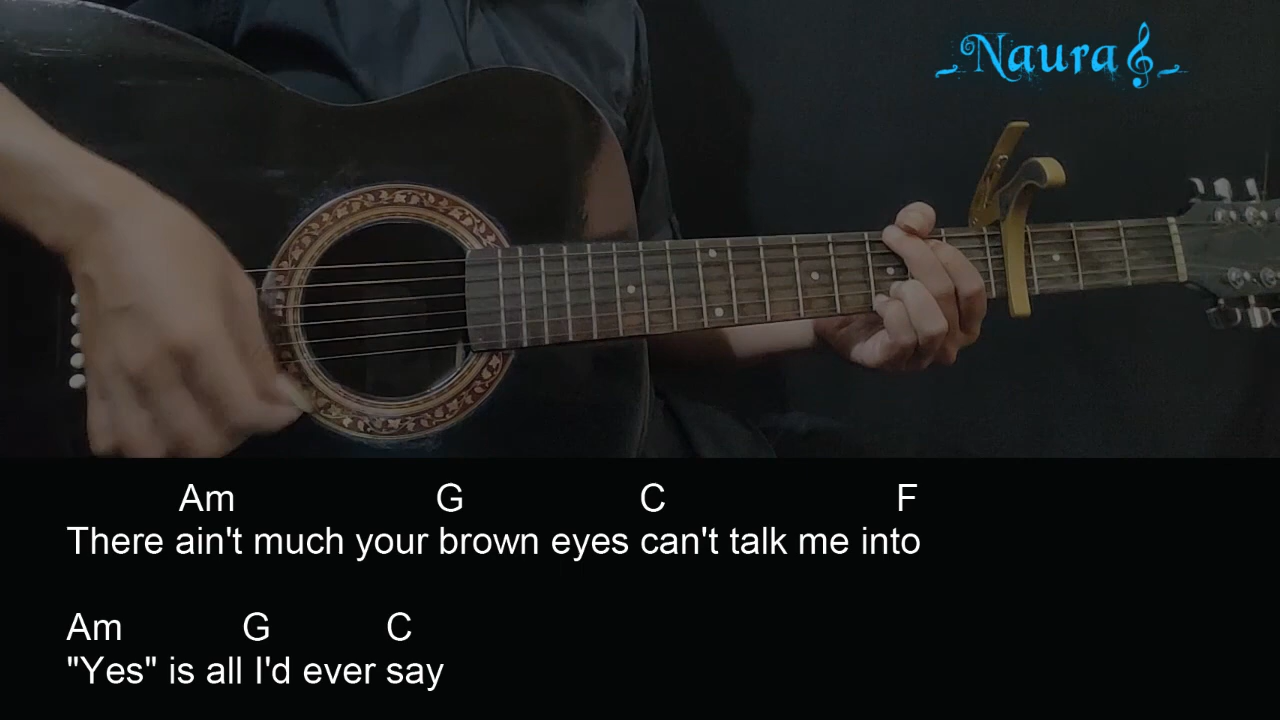 Naura
Am G C F
There ain't much your brown eyes can't talk me into
Am G C
"Yes" is all I'd ever say